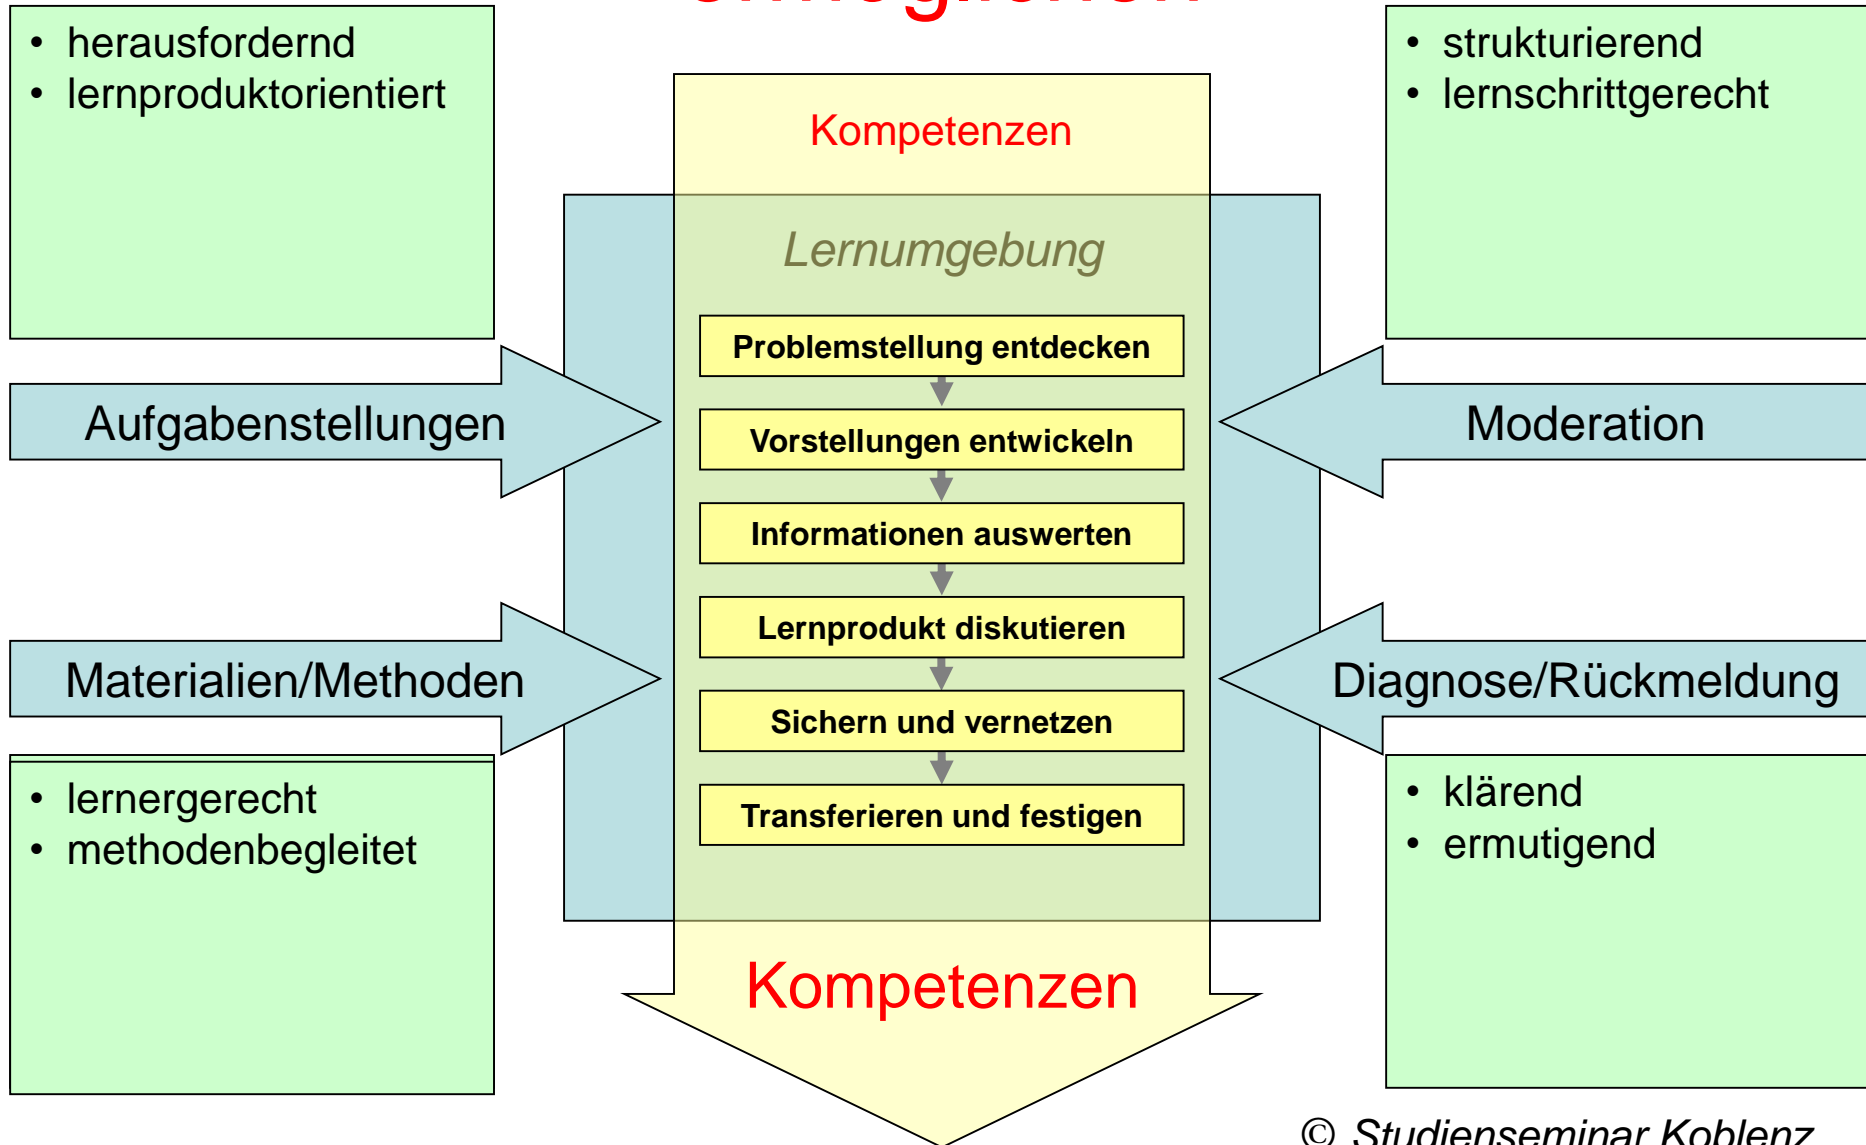 ermöglichen
• herausfordernd
• lernproduktorientiert
• strukturierend
• lernschrittgerecht
Kompetenzen
Lernumgebung
Problemstellung entdecken
Vorstellungen entwickeln
Informationen auswerten
Lernprodukt diskutieren
Sichern und vernetzen
Transferieren und festigen
Aufgabenstellungen
Moderation
Materialien/Methoden
Diagnose/Rückmeldung
• lernergerecht
• methodenbegleitet
• klärend
• ermutigend
Kompetenzen
© Studienseminar Koblenz